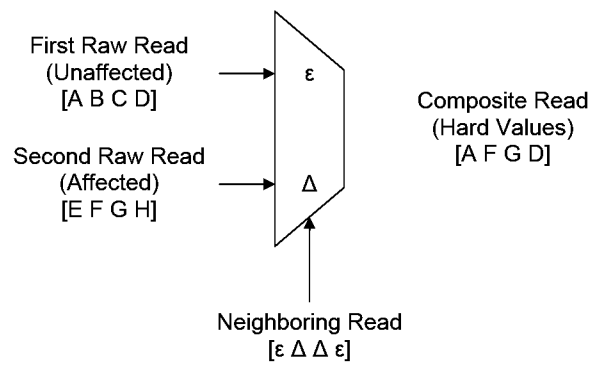 First Raw Read
(Unaffected)
[A B C D]
ε
Composite Read
(Hard Values)
[A F G D]
Second Raw Read
(Affected)
[E F G H]
Δ
Neighboring Read
[ε Δ Δ ε]